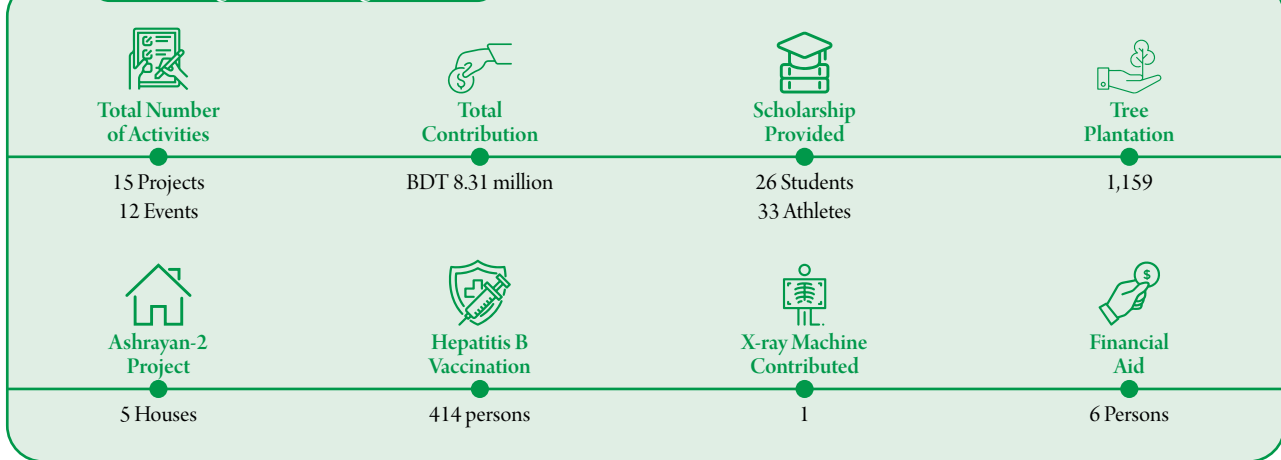 Total Number
of Activities
15 Projects
12 Events
Total
Contribution
BDT 8.31 million
Scholarship
Provided
26 Students
33 Athletes
Tree
Plantation
1,159
Ashrayan-2
Project
5 Houses
Hepatitis B
Vaccination
414 persons
X-ray Machine
Contributed
1
Financial
Aid
6 Persons